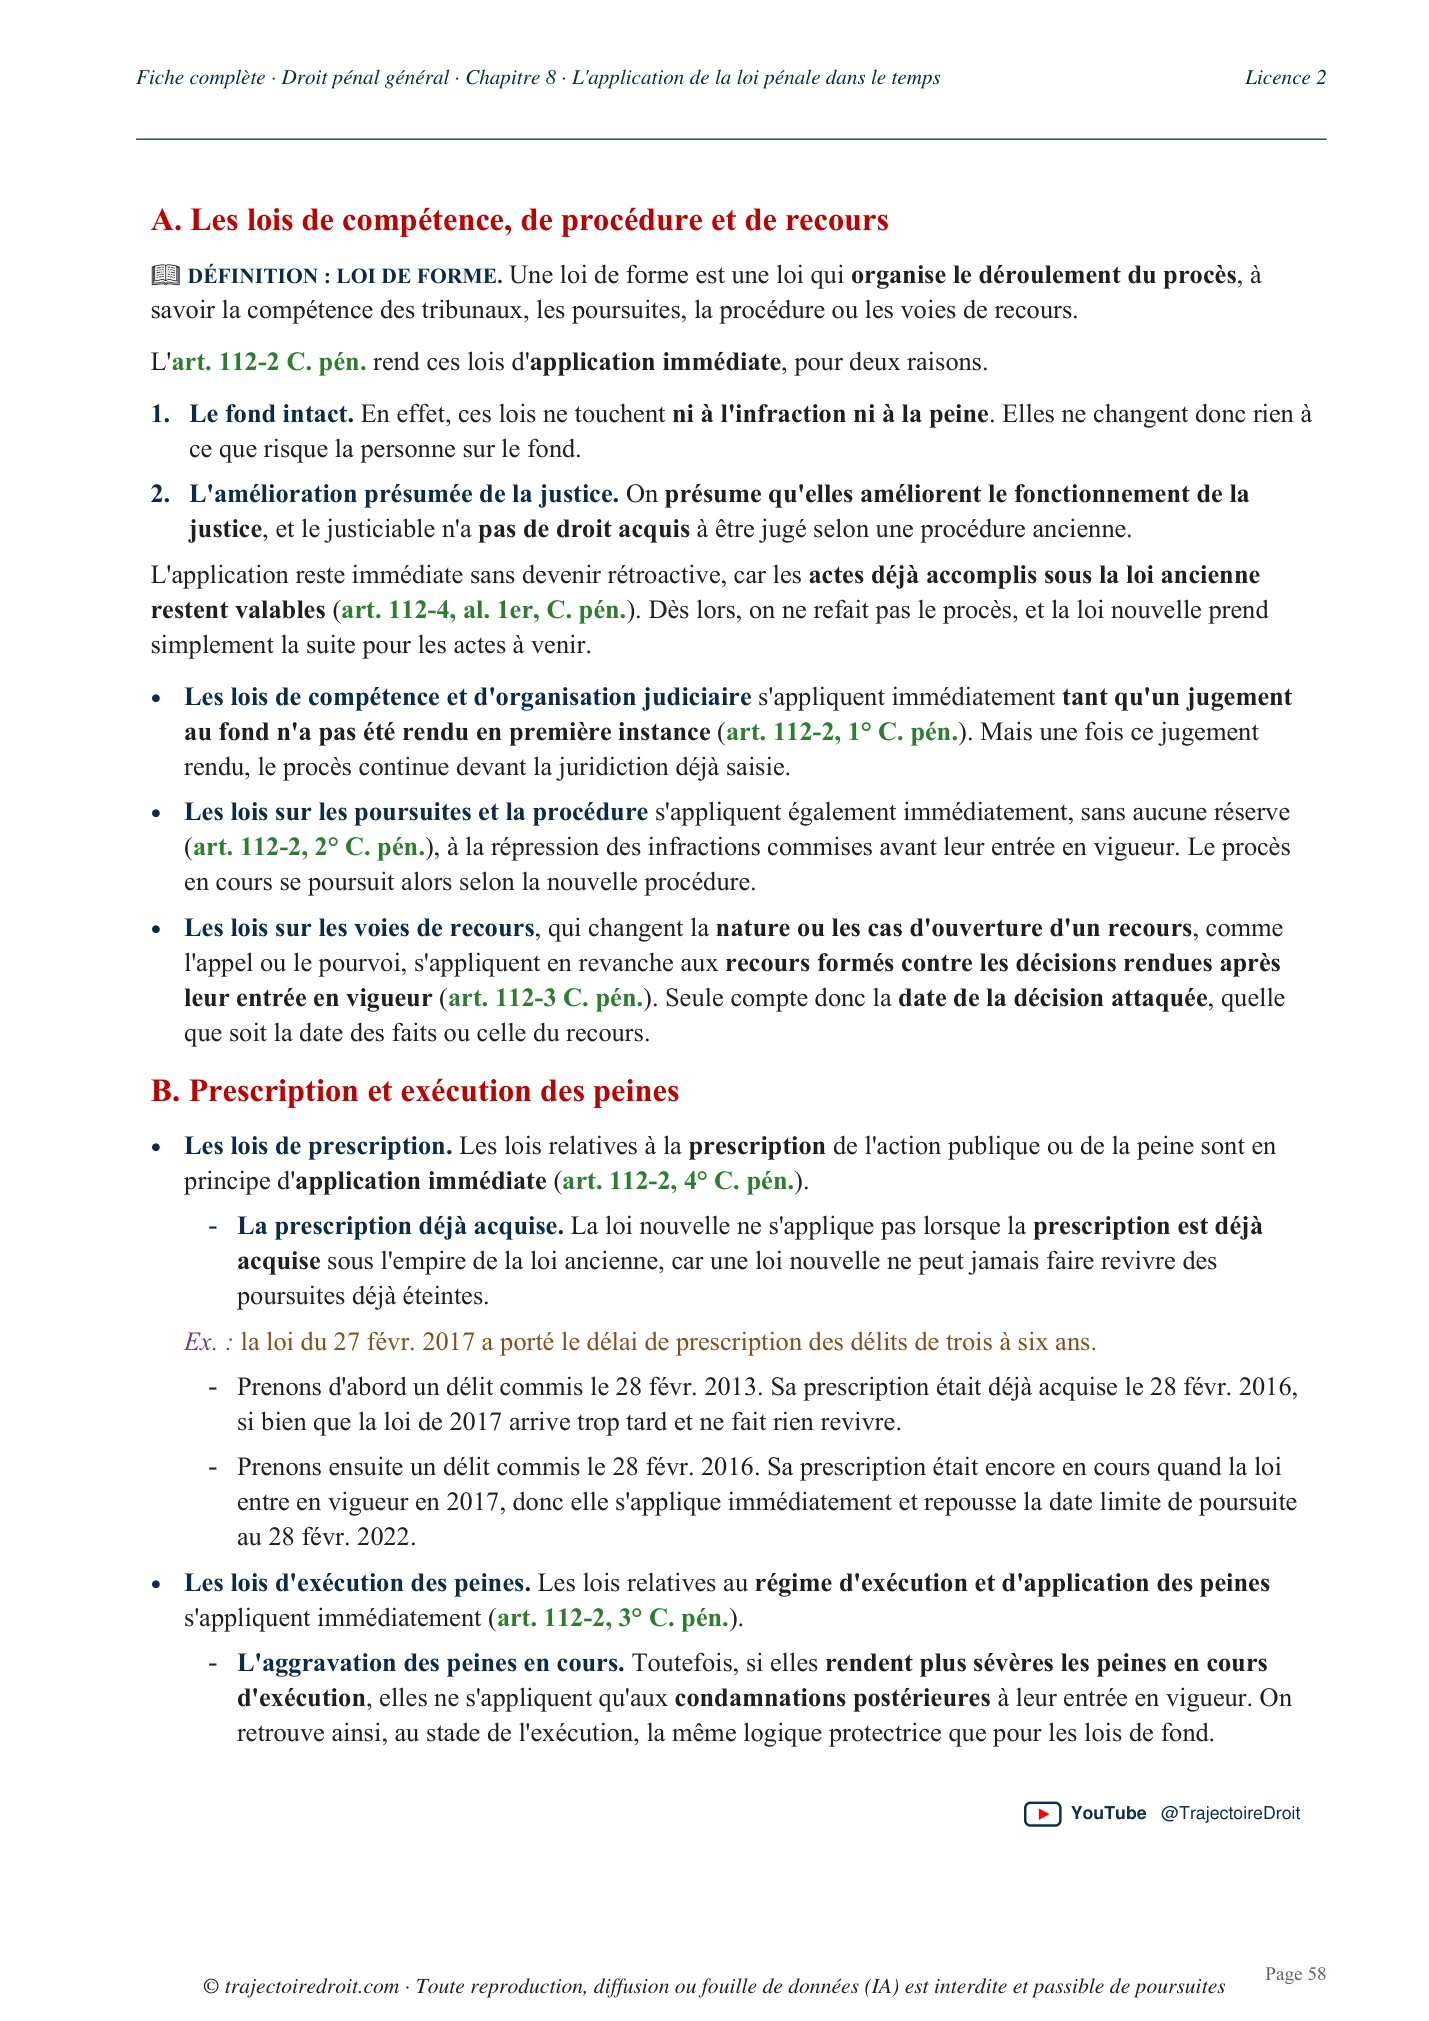 Fiche complète · Droit pénal général · Chapitre 8 · L'application de la loi pénale dans le temps
Licence 2
A. Les lois de compétence, de procédure et de recours
DÉFINITION : LOI DE FORME. Une loi de forme est une loi qui organise le déroulement du procès, à
savoir la compétence des tribunaux, les poursuites, la procédure ou les voies de recours.
L'art. 112-2 C. pén. rend ces lois d'application immédiate, pour deux raisons.
1. Le fond intact. En effet, ces lois ne touchent ni à l'infraction ni à la peine. Elles ne changent donc rien à
ce que risque la personne sur le fond.
2. L'amélioration présumée de la justice. On présume qu'elles améliorent le fonctionnement de la
justice, et le justiciable n'a pas de droit acquis à être jugé selon une procédure ancienne.
L'application reste immédiate sans devenir rétroactive, car les actes déjà accomplis sous la loi ancienne
restent valables (art. 112-4, al. 1er, C. pén.). Dès lors, on ne refait pas le procès, et la loi nouvelle prend
simplement la suite pour les actes à venir.
• Les lois de compétence et d'organisation judiciaire s'appliquent immédiatement tant qu'un jugement
au fond n'a pas été rendu en première instance (art. 112-2, 1° C. pén.). Mais une fois ce jugement
rendu, le procès continue devant la juridiction déjà saisie.
• Les lois sur les poursuites et la procédure s'appliquent également immédiatement, sans aucune réserve
(art. 112-2, 2° C. pén.), à la répression des infractions commises avant leur entrée en vigueur. Le procès
en cours se poursuit alors selon la nouvelle procédure.
• Les lois sur les voies de recours, qui changent la nature ou les cas d'ouverture d'un recours, comme
l'appel ou le pourvoi, s'appliquent en revanche aux recours formés contre les décisions rendues après
leur entrée en vigueur (art. 112-3 C. pén.). Seule compte donc la date de la décision attaquée, quelle
que soit la date des faits ou celle du recours.
B. Prescription et exécution des peines
• Les lois de prescription. Les lois relatives à la prescription de l'action publique ou de la peine sont en
principe d'application immédiate (art. 112-2, 4° C. pén.).
- La prescription déjà acquise. La loi nouvelle ne s'applique pas lorsque la prescription est déjà
acquise sous l'empire de la loi ancienne, car une loi nouvelle ne peut jamais faire revivre des
poursuites déjà éteintes.
Ex. : la loi du 27 févr. 2017 a porté le délai de prescription des délits de trois à six ans.
- Prenons d'abord un délit commis le 28 févr. 2013. Sa prescription était déjà acquise le 28 févr. 2016,
si bien que la loi de 2017 arrive trop tard et ne fait rien revivre.
- Prenons ensuite un délit commis le 28 févr. 2016. Sa prescription était encore en cours quand la loi
entre en vigueur en 2017, donc elle s'applique immédiatement et repousse la date limite de poursuite
au 28 févr. 2022.
• Les lois d'exécution des peines. Les lois relatives au régime d'exécution et d'application des peines
s'appliquent immédiatement (art. 112-2, 3° C. pén.).
- L'aggravation des peines en cours. Toutefois, si elles rendent plus sévères les peines en cours
d'exécution, elles ne s'appliquent qu'aux condamnations postérieures à leur entrée en vigueur. On
retrouve ainsi, au stade de l'exécution, la même logique protectrice que pour les lois de fond.
YouTube @TrajectoireDroit
© trajectoiredroit.com · Toute reproduction, diffusion ou fouille de données (IA) est interdite et passible de poursuites
Page 58